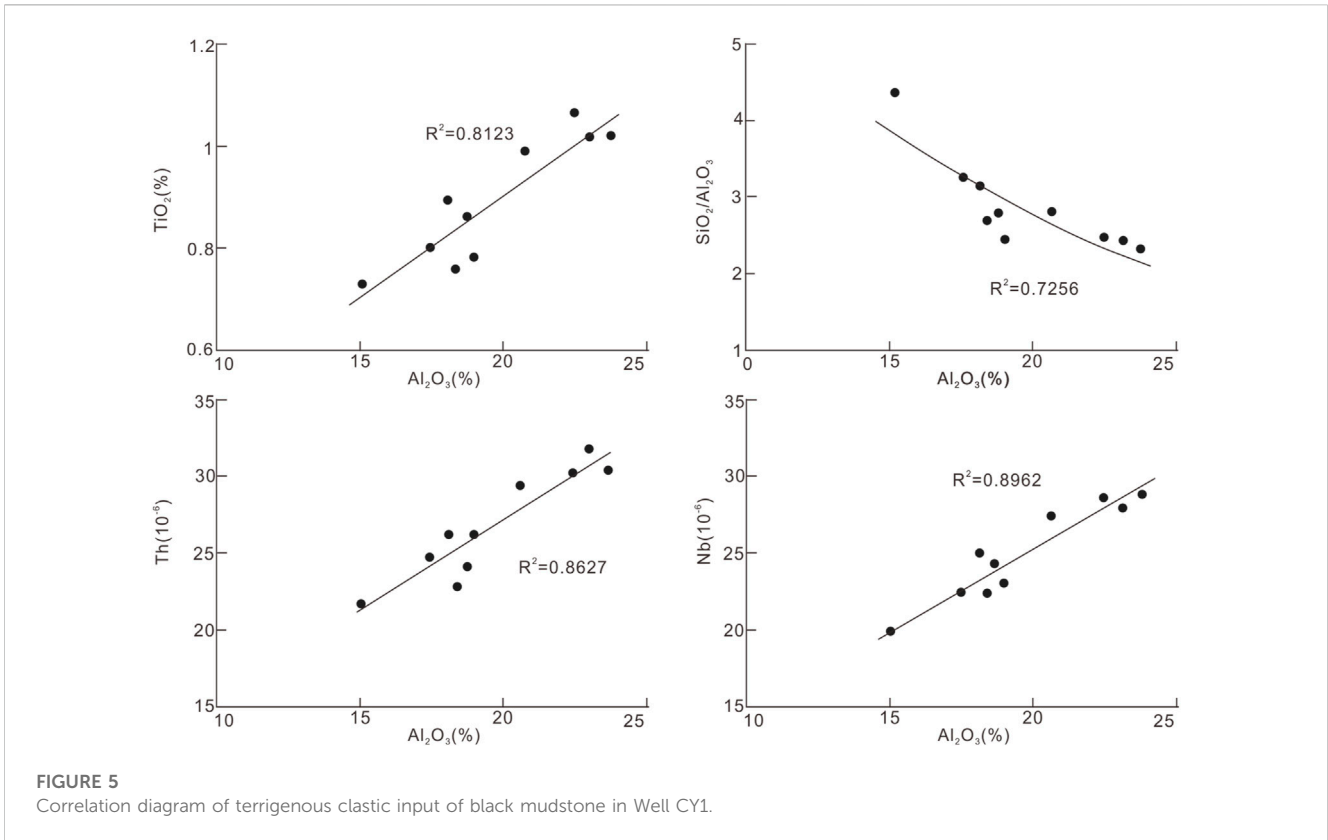 1.2
1
0.8
0.6
TiO₂(%)
R²=0.8123
10
15
20
25
Al₂O₃(%)
5
4
3
2
1
SiO₂/Al₂O₃
R²=0.7256
0
15
20
25
Al₂O₃(%)
35
30
25
20
15
Th(10⁻⁶)
R²=0.8627
10
15
20
25
Al₂O₃(%)
35
30
25
20
15
Nb(10⁻⁶)
R²=0.8962
10
15
20
25
Al₂O₃(%)
FIGURE 5
Correlation diagram of terrigenous clastic input of black mudstone in Well CY1.